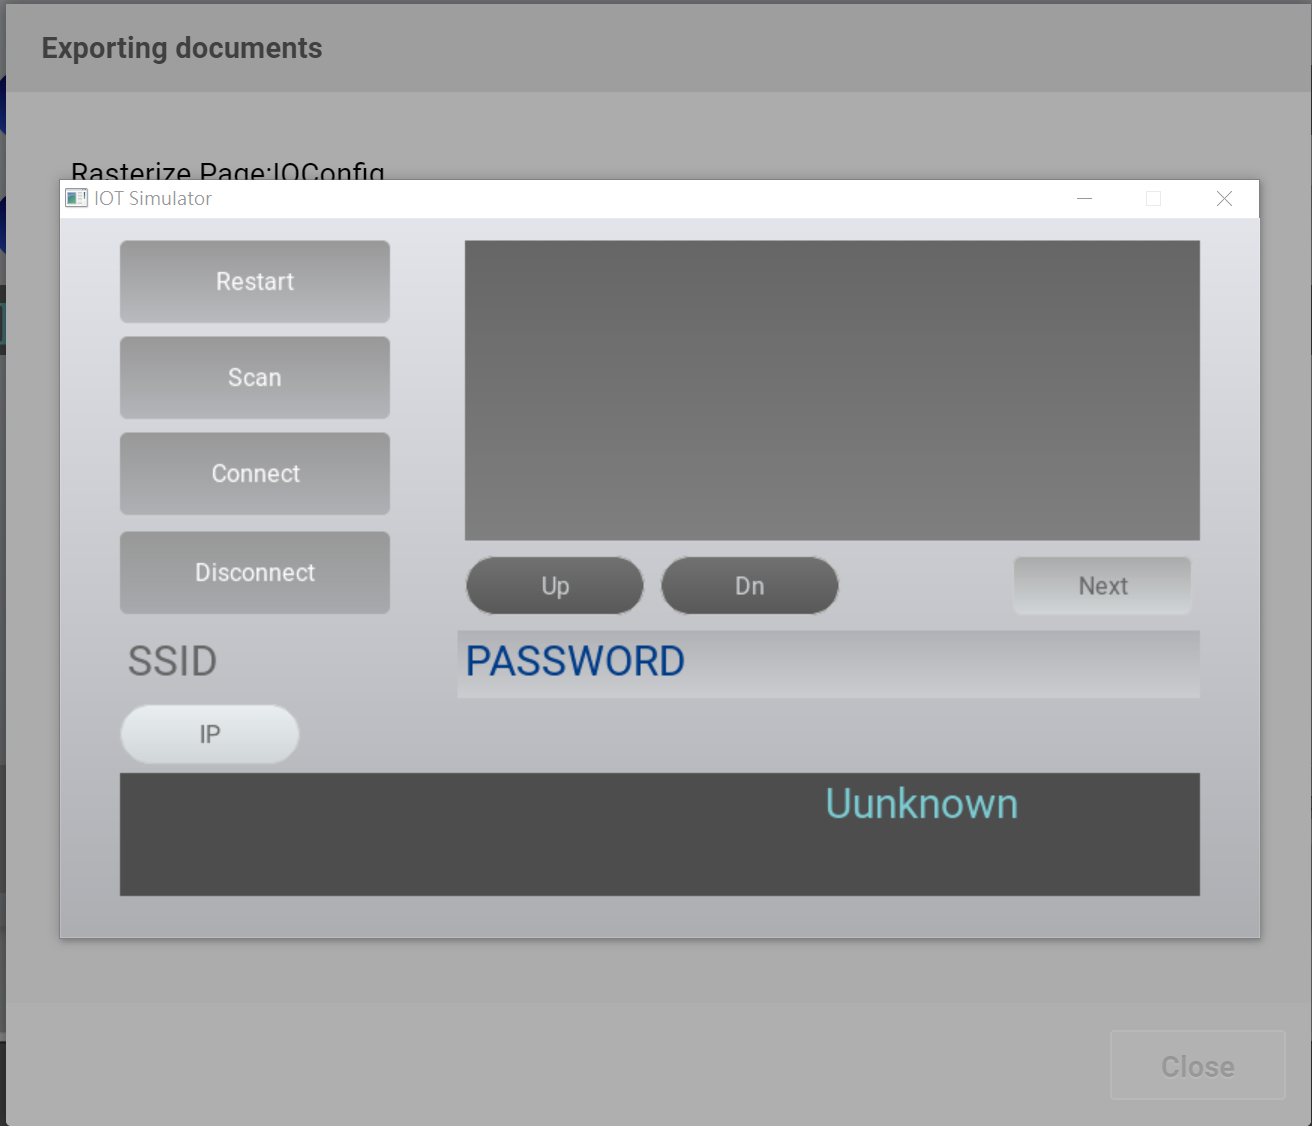 Exporting documents
Rasterize Page:IOConfig
IOT Simulator
Restart
Scan
Connect
Disconnect
Up Dn Next
SSID PASSWORD
IP
Uunknown
Close